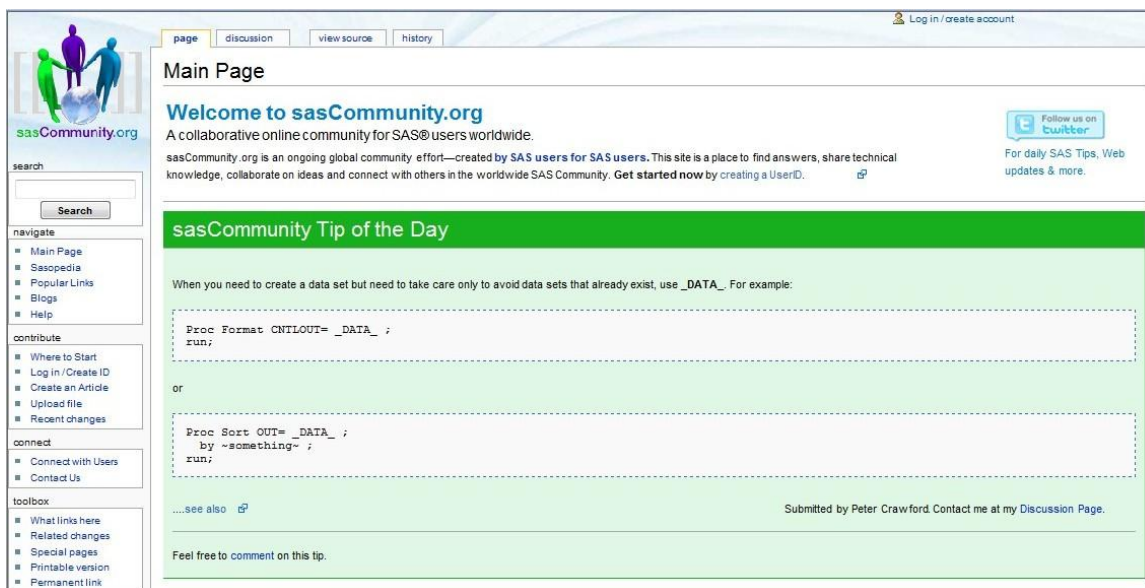 Log in / create account
page
discussion
view source
history
Main Page
sasCommunity.org
Welcome to sasCommunity.org
A collaborative online community for SAS® users worldwide.
sasCommunity.org is an ongoing global community effort—created by SAS users for SAS users. This site is a place to find answers, share technical
knowledge, collaborate on ideas and connect with others in the worldwide SAS Community. Get started now by creating a UserID.
Follow us on
twitter
For daily SAS Tips, Web
updates & more.
search
Search
navigate
Main Page
Sasopedia
Popular Links
Blogs
Help
contribute
Where to Start
Log in / Create ID
Create an Article
Upload file
Recent changes
connect
Connect with Users
Contact Us
toolbox
What links here
Related changes
Special pages
Printable version
Permanent link
sasCommunity Tip of the Day
When you need to create a data set but need to take care only to avoid data sets that already exist, use _DATA_. For example:
Proc Format CNTLOUT= _DATA_ ;
run;
or
Proc Sort OUT= _DATA_ ;
by ~something~ ;
run;
....see also
Submitted by Peter Crawford. Contact me at my Discussion Page.
Feel free to comment on this tip.